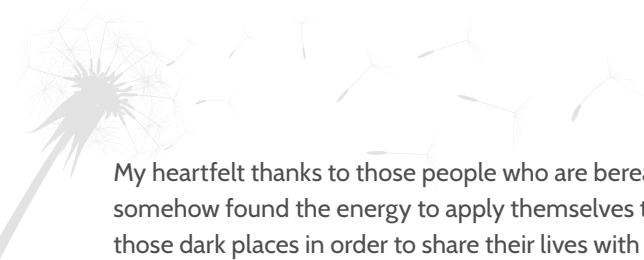 My heartfelt thanks to those people who are
somehow found the energy to apply themselves
those dark places in order to share their lives with